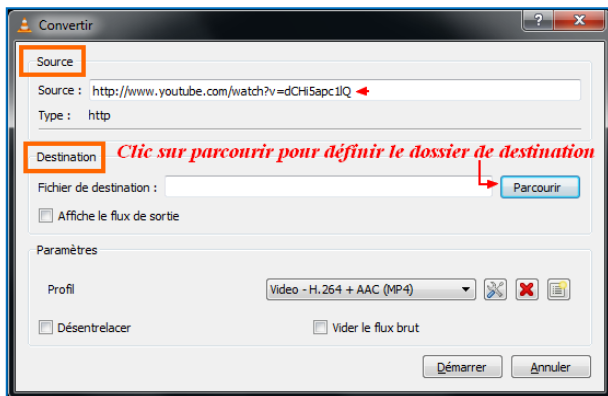 Convertir
Source
Source : http://www.youtube.com/watch?v=dCHi5apc1lQ
Type : http
Destination Clic sur parcourir pour définir le dossier de destination
Fichier de destination : Parcourir
Affiche le flux de sortie
Paramètres
Profil Video - H.264 + AAC (MP4)
Désentrelacer Vider le flux brut
Démarrer Annuler